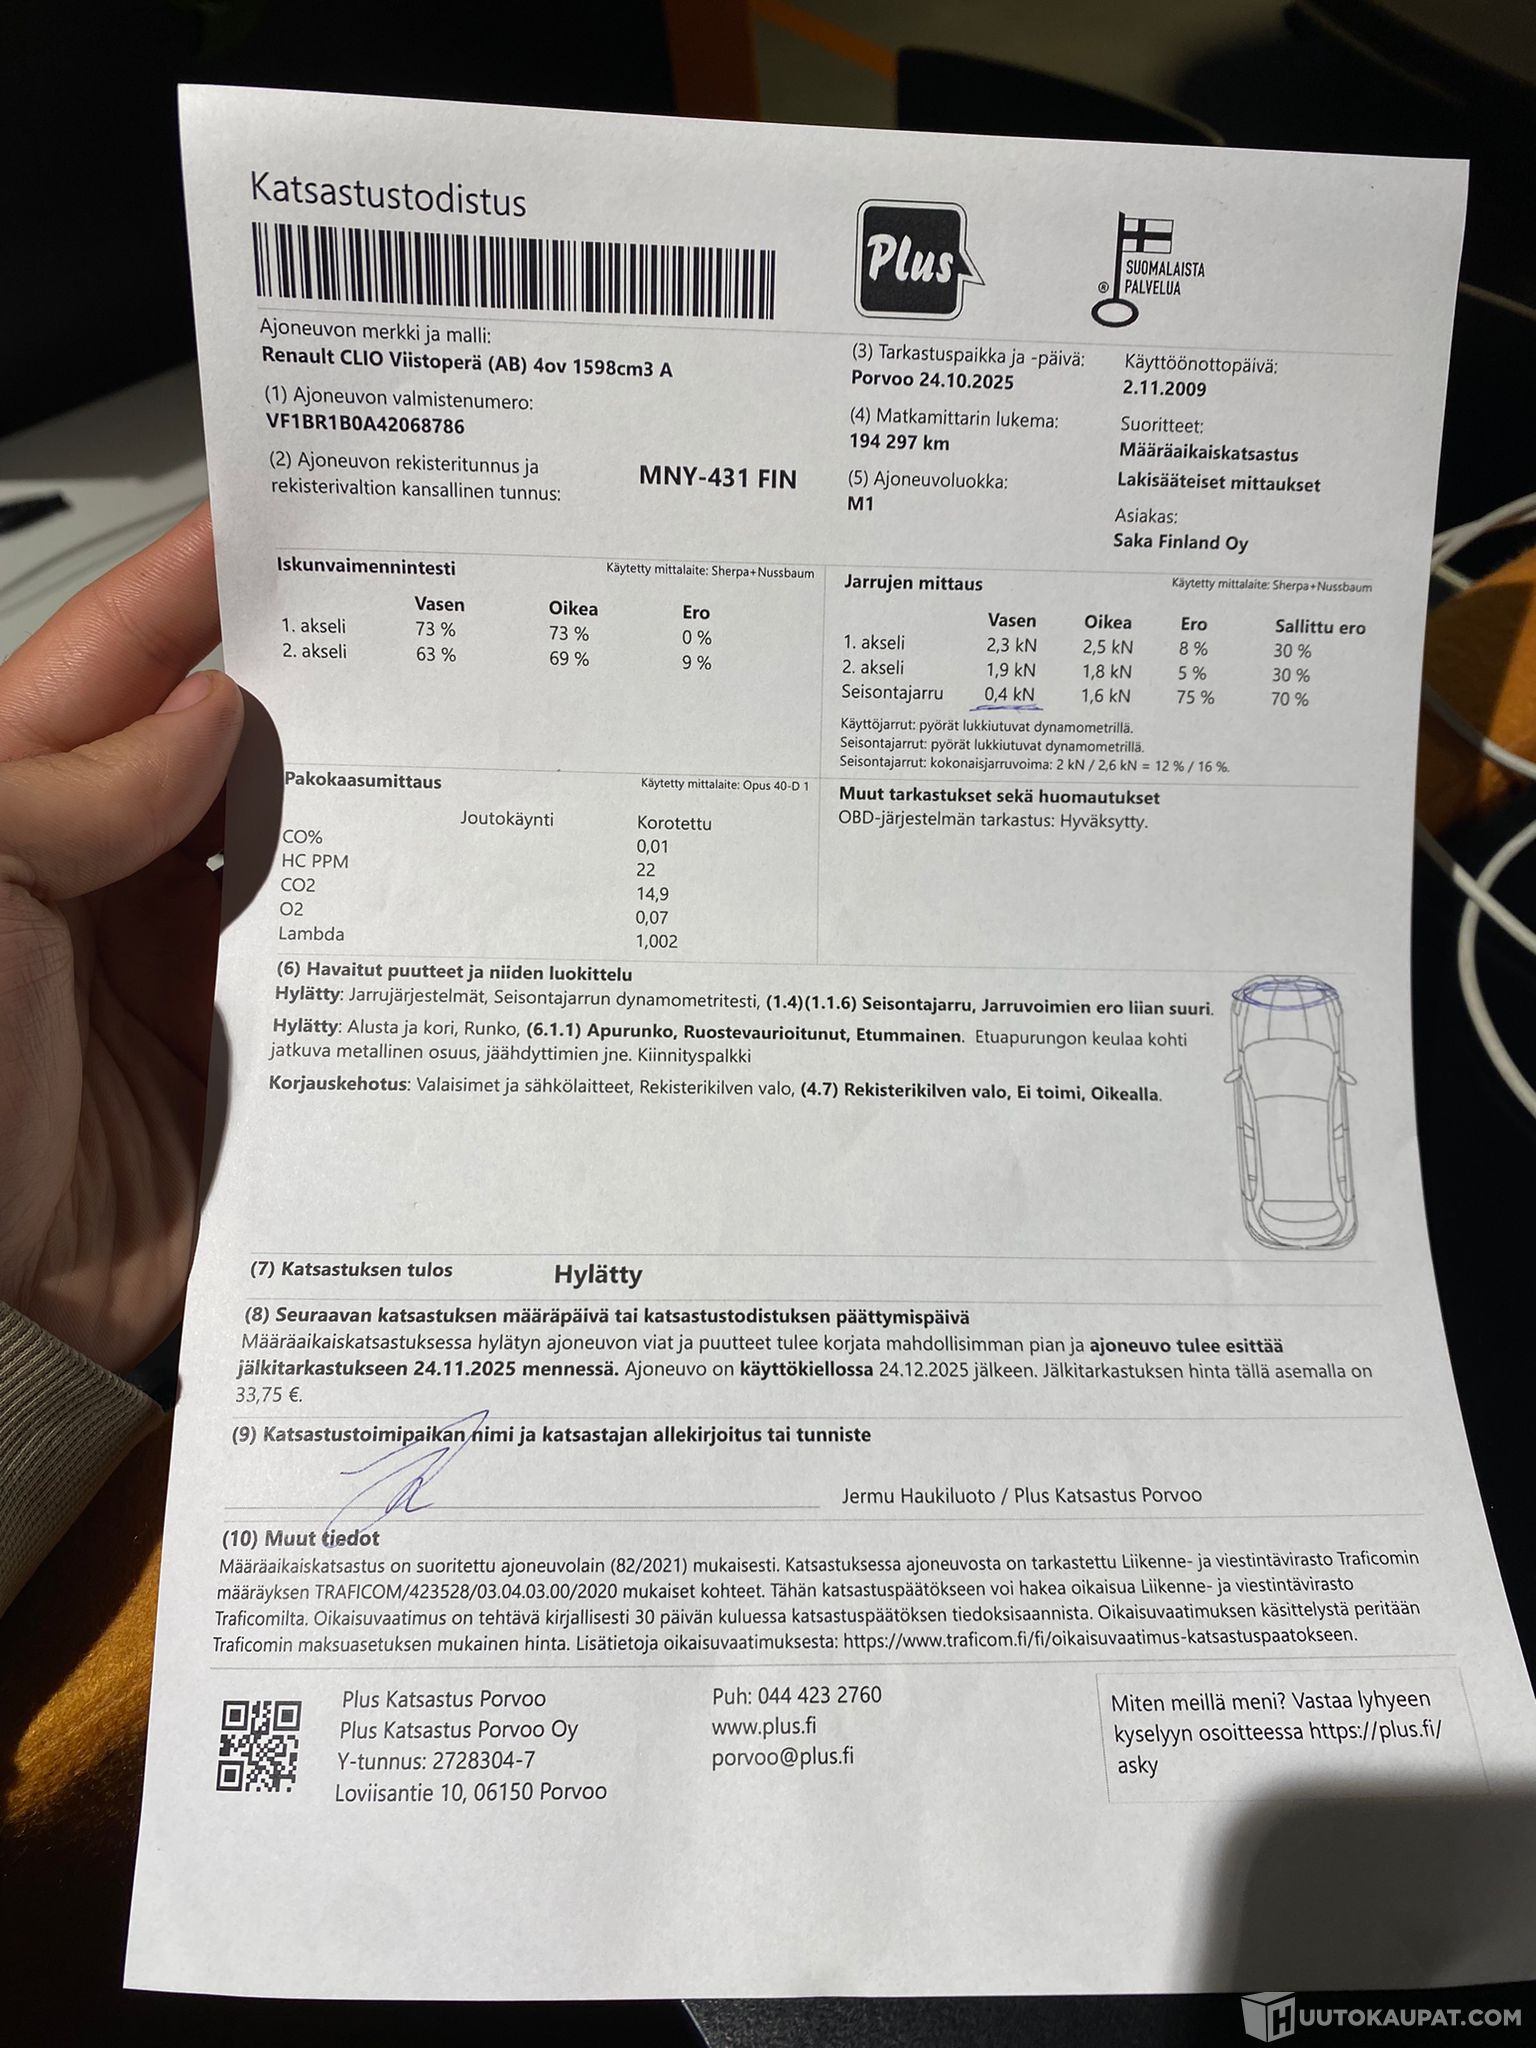 Katsastustodistus
Plus
SUOMALAISTA
® PALVELUA
Ajoneuvon merkki ja malli:
Renault CLIO Viistoperä (AB) 4ov 1598cm3 A
(1) Ajoneuvon valmistenumero:
VF1BR1B0A42068786
(2) Ajoneuvon rekisteritunnus ja
rekisterivaltion kansallinen tunnus:
MNY-431 FIN
(3) Tarkastuspaikka ja -päivä:
Porvoo 24.10.2025
(4) Matkamittarin lukema:
194 297 km
(5) Ajoneuvoluokka:
M1
Käyttöönottopäivä:
2.11.2009
Suoritteet:
Määräaikaiskatsastus
Lakisääteiset mittaukset
Asiakas:
Saka Finland Oy
Iskunvaimennintesti Käytetty mittalaite: Sherpa+Nussbaum
Vasen Oikea Ero
1. akseli 73 % 73 % 0 %
2. akseli 63 % 69 % 9 %
Jarrujen mittaus Käytetty mittalaite: Sherpa+Nussbaum
Vasen Oikea Ero Sallittu ero
1. akseli 2,3 kN 2,5 kN 8 % 30 %
2. akseli 1,9 kN 1,8 kN 5 % 30 %
Seisontajarru 0,4 kN 1,6 kN 75 % 70 %
Käyttöjarrut: pyörät lukkiutuvat dynamometrillä.
Seisontajarrut: pyörät lukkiutuvat dynamometrillä.
Seisontajarrut: kokonaisjarruvoima: 2 kN / 2,6 kN = 12 % / 16 %.
Pakokaasumittaus Käytetty mittalaite: Opus 40-D 1
Joutokäynti Korotettu
CO% 0,01
HC PPM 22
CO2 14,9
O2 0,07
Lambda 1,002
Muut tarkastukset sekä huomautukset
OBD-järjestelmän tarkastus: Hyväksytty.
(6) Havaitut puutteet ja niiden luokittelu
Hylätty: Jarrujärjestelmät, Seisontajarrun dynamometritesti, (1.4)(1.1.6) Seisontajarru, Jarruvoimien ero liian suuri.
Hylätty: Alusta ja kori, Runko, (6.1.1) Apurunko, Ruostevaurioitunut, Etummainen. Etuapurungon keulaa kohti
jatkuva metallinen osuus, jäähdyttimien jne. Kiinnityspalkki
Korjauskehotus: Valaisimet ja sähkölaitteet, Rekisterikilven valo, (4.7) Rekisterikilven valo, Ei toimi, Oikealla.
(7) Katsastuksen tulos Hylätty
(8) Seuraavan katsastuksen määräpäivä tai katsastustodistuksen päättymispäivä
Määräaikaiskatsastuksessa hylätyn ajoneuvon viat ja puutteet tulee korjata mahdollisimman pian ja ajoneuvo tulee esittää
jälkitarkastukseen 24.11.2025 mennessä. Ajoneuvo on käyttökiellossa 24.12.2025 jälkeen. Jälkitarkastuksen hinta tällä asemalla on
33,75 €.
(9) Katsastustoimipaikan nimi ja katsastajan allekirjoitus tai tunniste
Jermu Haukiluoto / Plus Katsastus Porvoo
(10) Muut tiedot
Määräaikaiskatsastus on suoritettu ajoneuvolain (82/2021) mukaisesti. Katsastuksessa ajoneuvosta on tarkastettu Liikenne- ja viestintävirasto Traficomin
määräyksen TRAFICOM/423528/03.04.03.00/2020 mukaiset kohteet. Tähän katsastuspäätökseen voi hakea oikaisua Liikenne- ja viestintävirasto
Traficomilta. Oikaisuvaatimus on tehtävä kirjallisesti 30 päivän kuluessa katsastuspäätöksen tiedoksisaannista. Oikaisuvaatimuksen käsittelystä peritään
Traficomin maksuasetuksen mukainen hinta. Lisätietoja oikaisuvaatimuksesta: https://www.traficom.fi/fi/oikaisuvaatimus-katsastuspaatokseen.
Plus Katsastus Porvoo
Plus Katsastus Porvoo Oy
Y-tunnus: 2728304-7
Loviisantie 10, 06150 Porvoo
Puh: 044 423 2760
www.plus.fi
porvoo@plus.fi
Miten meillä meni? Vastaa lyhyeen
kyselyyn osoitteessa https://plus.fi/
asky
HUUTOKAUPAT.COM